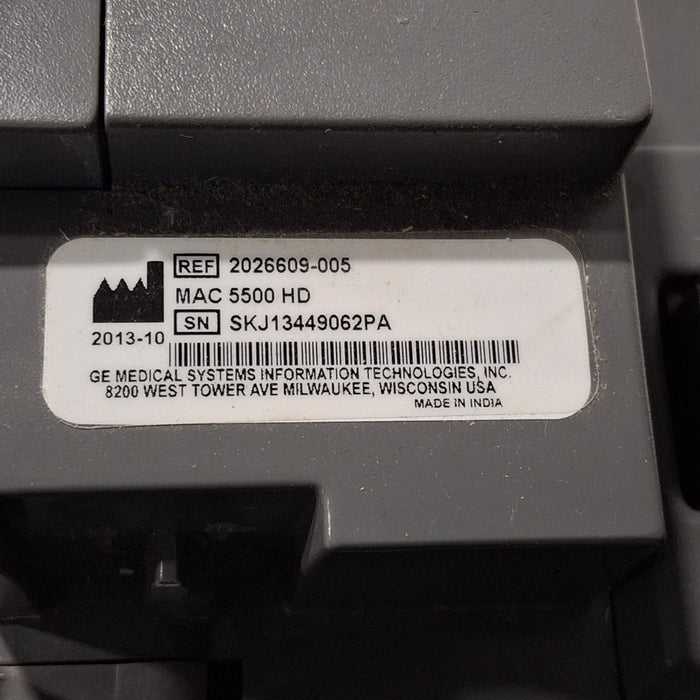 REF 2026609-005
MAC 5500 HD
SN SKJ13449062PA
2013-10
GE MEDICAL SYSTEMS INFORMATION TECHNOLOGIES, INC.
8200 WEST TOWER AVE MILWAUKEE, WISCONSIN USA
MADE IN INDIA